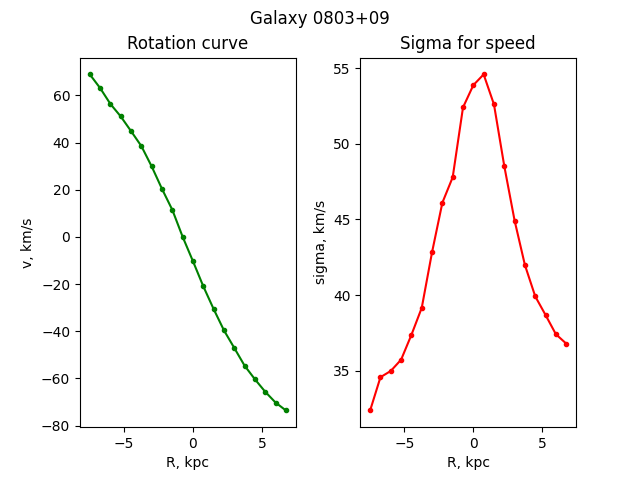 Galaxy 0803+09
Rotation curve
Sigma for speed
60
40
20
0
−20
−40
−60
−80
v, km/s
−5
0
5
R, kpc
55
50
45
40
35
sigma, km/s
−5
0
5
R, kpc